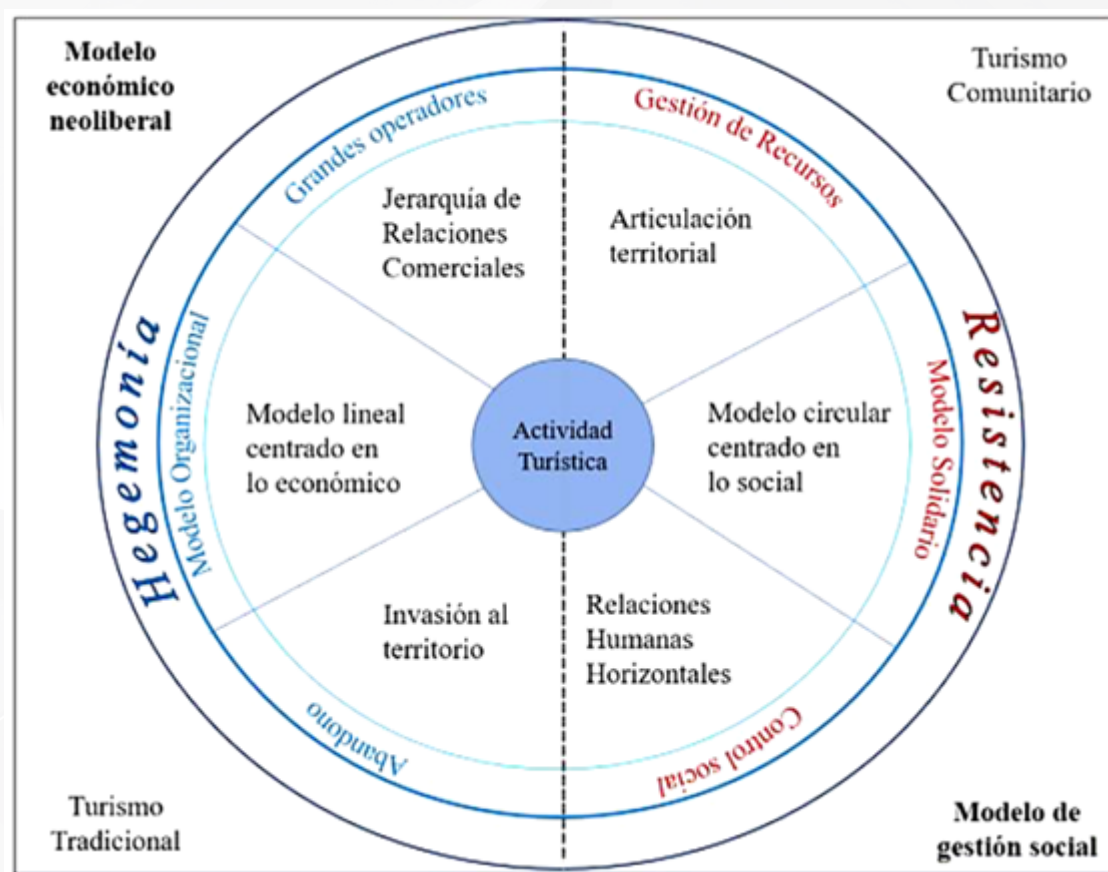 Modelo
económico
neoliberal
Turismo
Comunitario
Grandes operadores
Gestión de Recursos
Jerarquía de
Relaciones
Comerciales
Articulación
territorial
Hegemonía
Modelo Organizacional
Modelo lineal
centrado en
lo económico
Actividad
Turística
Modelo circular
centrado en
lo social
Modelo Solidario
Resistencia
Invasión al
territorio
Relaciones
Humanas
Horizontales
Abandono
Control social
Turismo
Tradicional
Modelo de
gestión social